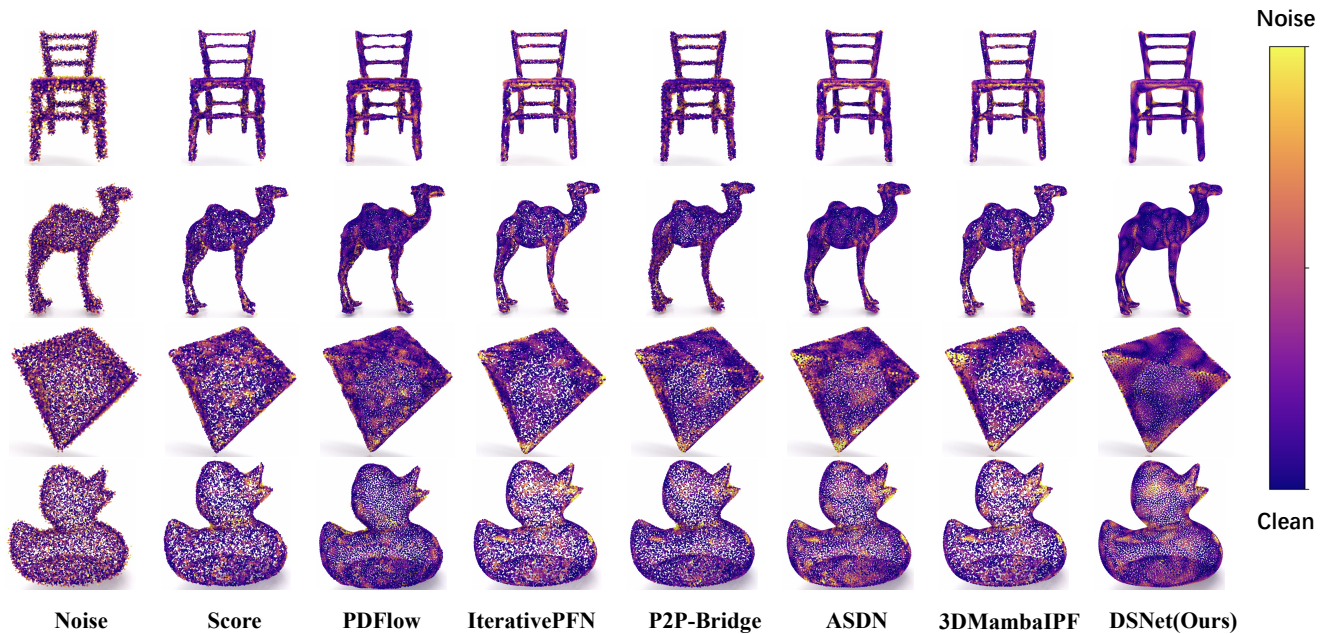 Noise
Clean
Noise Score PDFlow IterativePFN P2P-Bridge ASDN 3DMambaIPF DSNet(Ours)